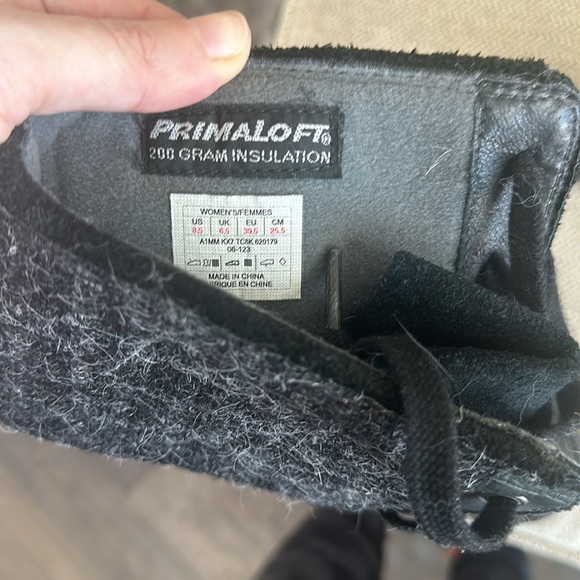 PRIMALOFT®
200 GRAM INSULATION
WOMEN'S/FEMMES
US UK EU CM
8.5 6.5 39.5 25.5
A1MM KX7 TC8K 620179
06-123
MADE IN CHINA
BRIQUE EN CHINE